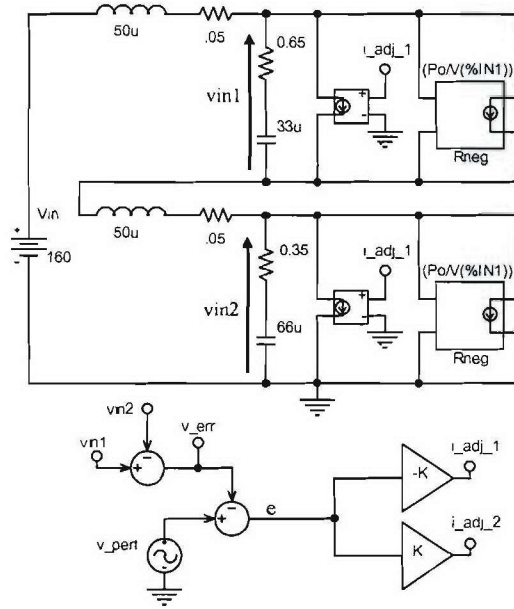 50u
.05
0.65
i_adj_1
(Po/V(%IN1))
vin1
33u
Rneg
Vin
160
50u
.05
0.35
i_adj_1
(Po/V(%IN1))
vin2
66u
Rneg
vin2
vin1
v_err
e
v_pert
-K
i_adj_1
K
i_adj_2